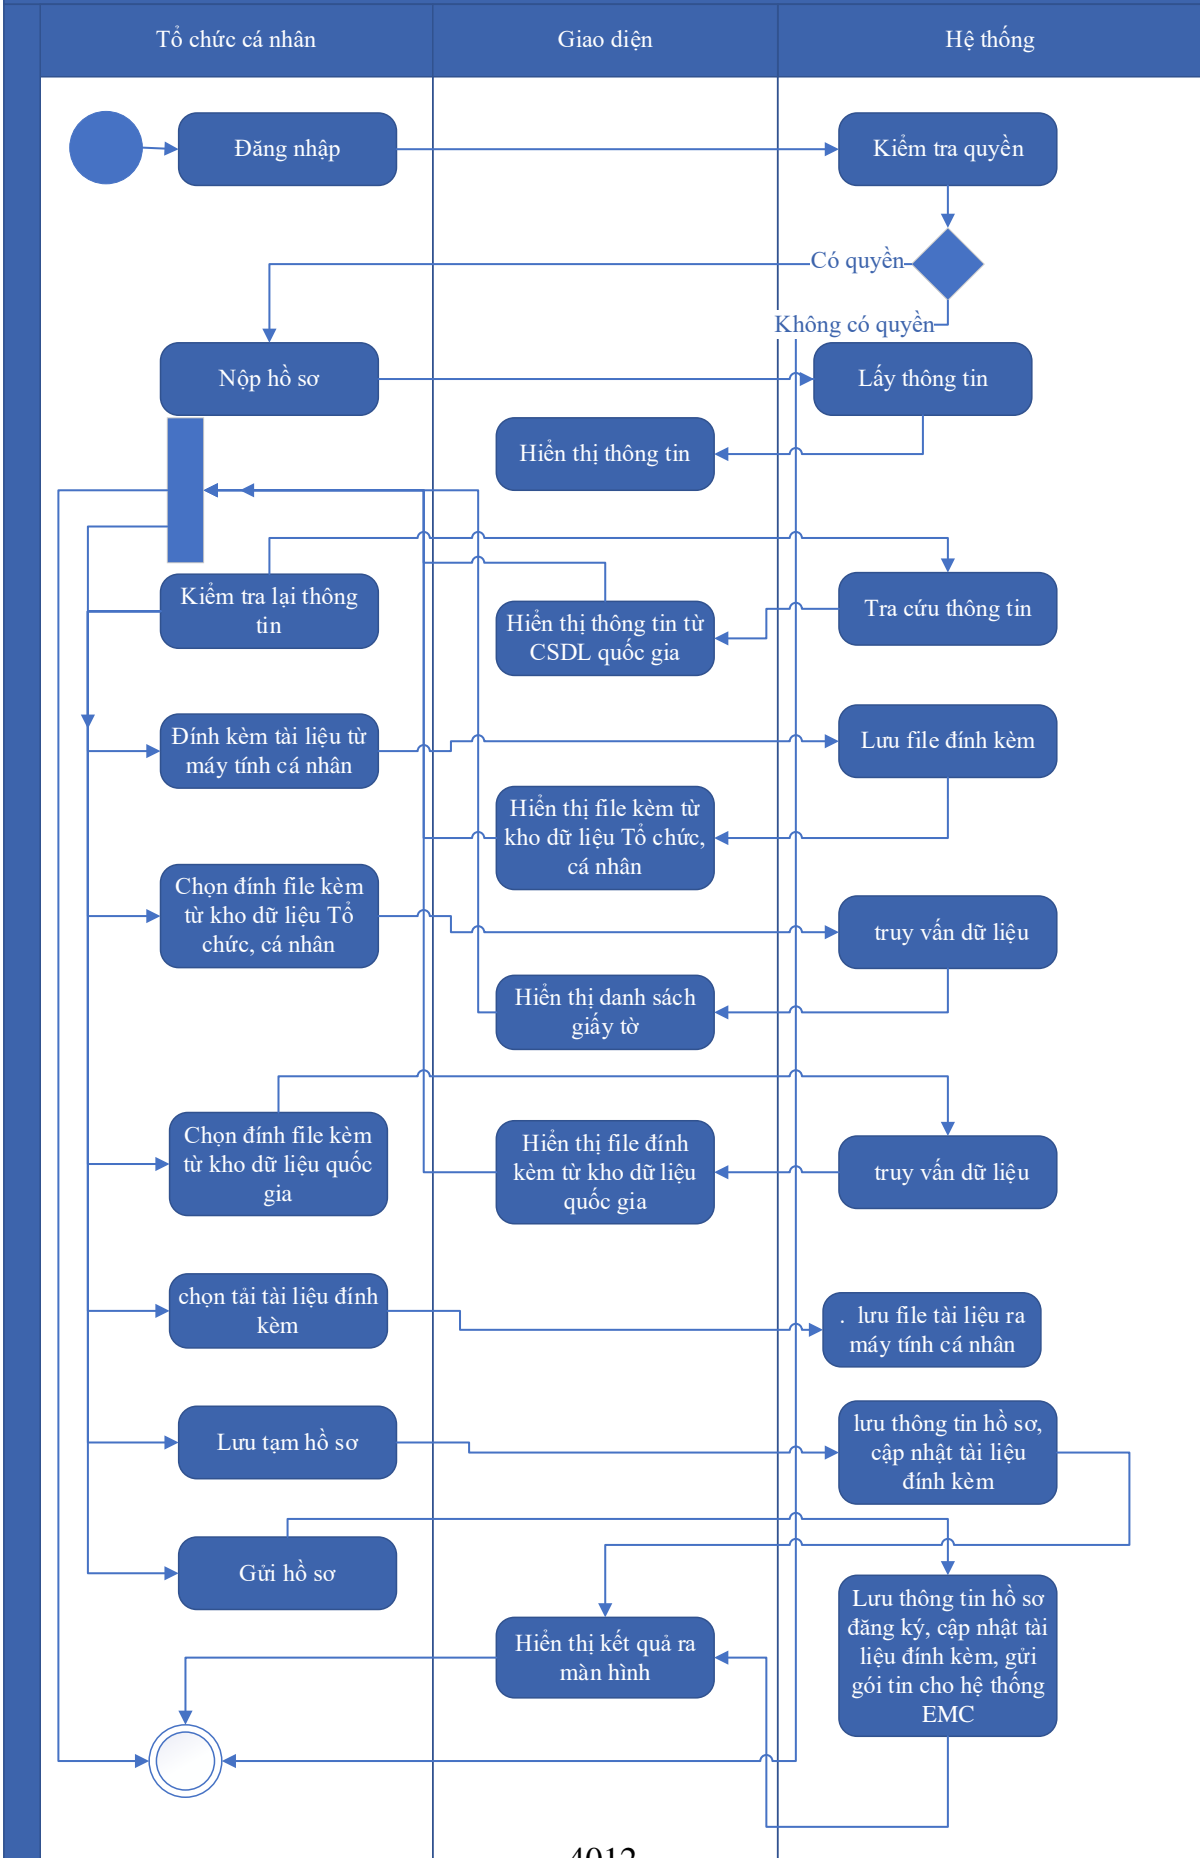 Tổ chức cá nhân
Giao diện
Hệ thống
Đăng nhập
Kiểm tra quyền
Có quyền
Không có quyền
Nộp hồ sơ
Lấy thông tin
Hiển thị thông tin
Kiểm tra lại thông
tin
Hiển thị thông tin từ
CSDL quốc gia
Tra cứu thông tin
Đính kèm tài liệu từ
máy tính cá nhân
Lưu file đính kèm
Hiển thị file kèm từ
kho dữ liệu Tổ chức,
cá nhân
Chọn đính file kèm
từ kho dữ liệu Tổ
chức, cá nhân
truy vấn dữ liệu
Hiển thị danh sách
giấy tờ
Chọn đính file kèm
từ kho dữ liệu quốc
gia
Hiển thị file đính
kèm từ kho dữ liệu
quốc gia
truy vấn dữ liệu
chọn tải tài liệu đính
kèm
. lưu file tài liệu ra
máy tính cá nhân
Lưu tạm hồ sơ
lưu thông tin hồ sơ,
cập nhật tài liệu
đính kèm
Gửi hồ sơ
Lưu thông tin hồ sơ
đăng ký, cập nhật tài
liệu đính kèm, gửi
gói tin cho hệ thống
EMC
Hiển thị kết quả ra
màn hình
4012